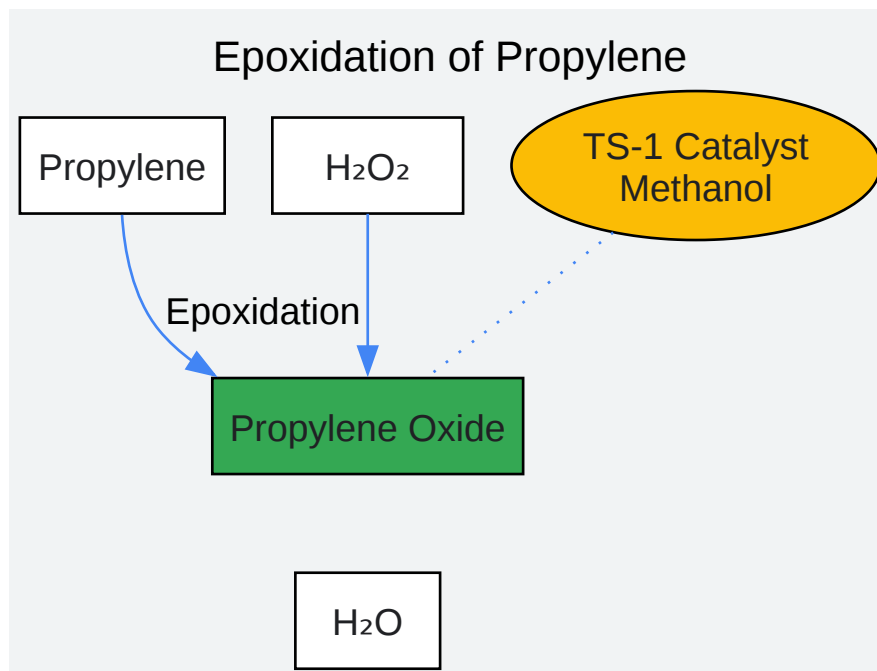 Epoxidation of Propylene
Propylene
H₂O₂
TS-1 Catalyst
Methanol
Epoxidation
Propylene Oxide
H₂O